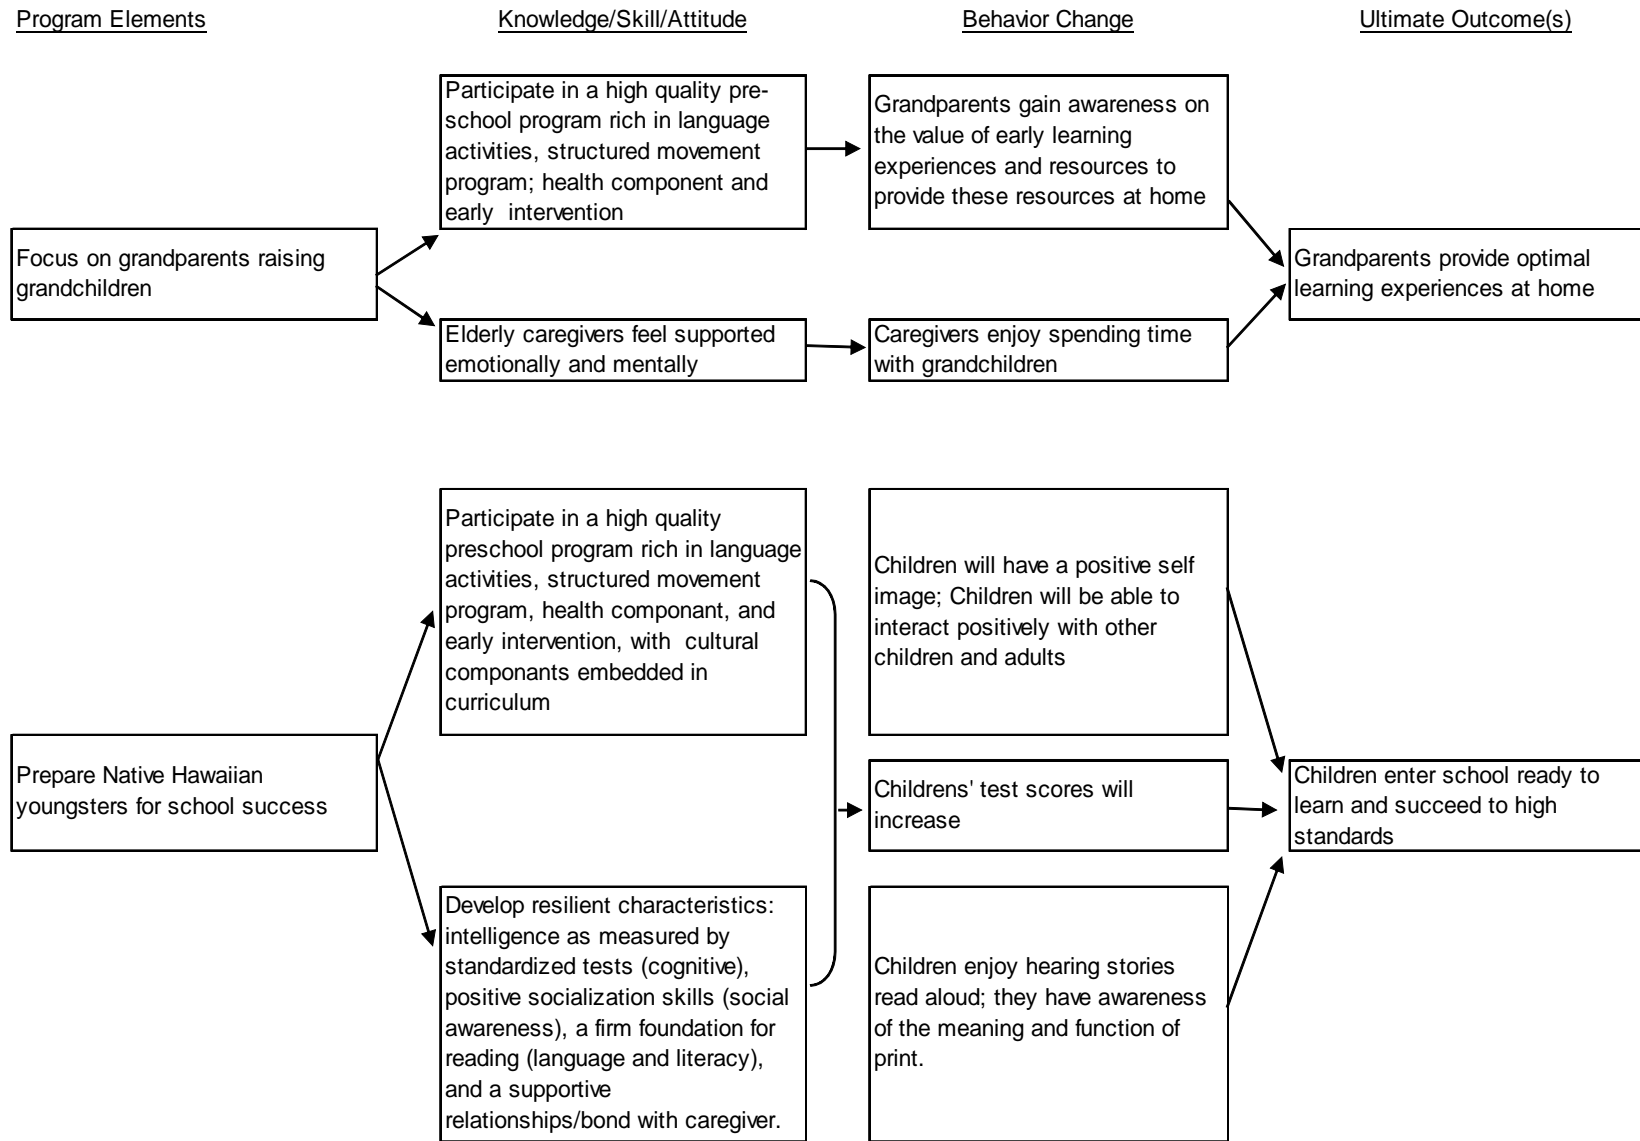 Program Elements
Knowledge/Skill/Attitude
Behavior Change
Ultimate Outcome(s)
Participate in a high quality pre-
school program rich in language
activities, structured movement
program; health component and
early intervention
Grandparents gain awareness on
the value of early learning
experiences and resources to
provide these resources at home
Focus on grandparents raising
grandchildren
Grandparents provide optimal
learning experiences at home
Elderly caregivers feel supported
emotionally and mentally
Caregivers enjoy spending time
with grandchildren
Participate in a high quality
preschool program rich in language
activities, structured movement
program, health componant, and
early intervention, with cultural
componants embedded in
curriculum
Children will have a positive self
image; Children will be able to
interact positively with other
children and adults
Prepare Native Hawaiian
youngsters for school success
Childrens' test scores will
increase
Children enter school ready to
learn and succeed to high
standards
Develop resilient characteristics:
intelligence as measured by
standardized tests (cognitive),
positive socialization skills (social
awareness), a firm foundation for
reading (language and literacy),
and a supportive
relationships/bond with caregiver.
Children enjoy hearing stories
read aloud; they have awareness
of the meaning and function of
print.